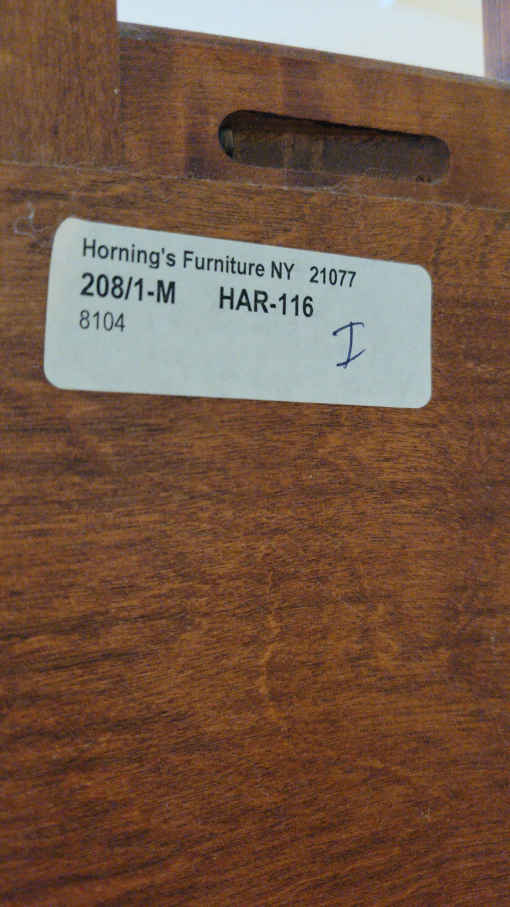 Horning's Furniture NY 21077
208/1-M HAR-116
8104
I